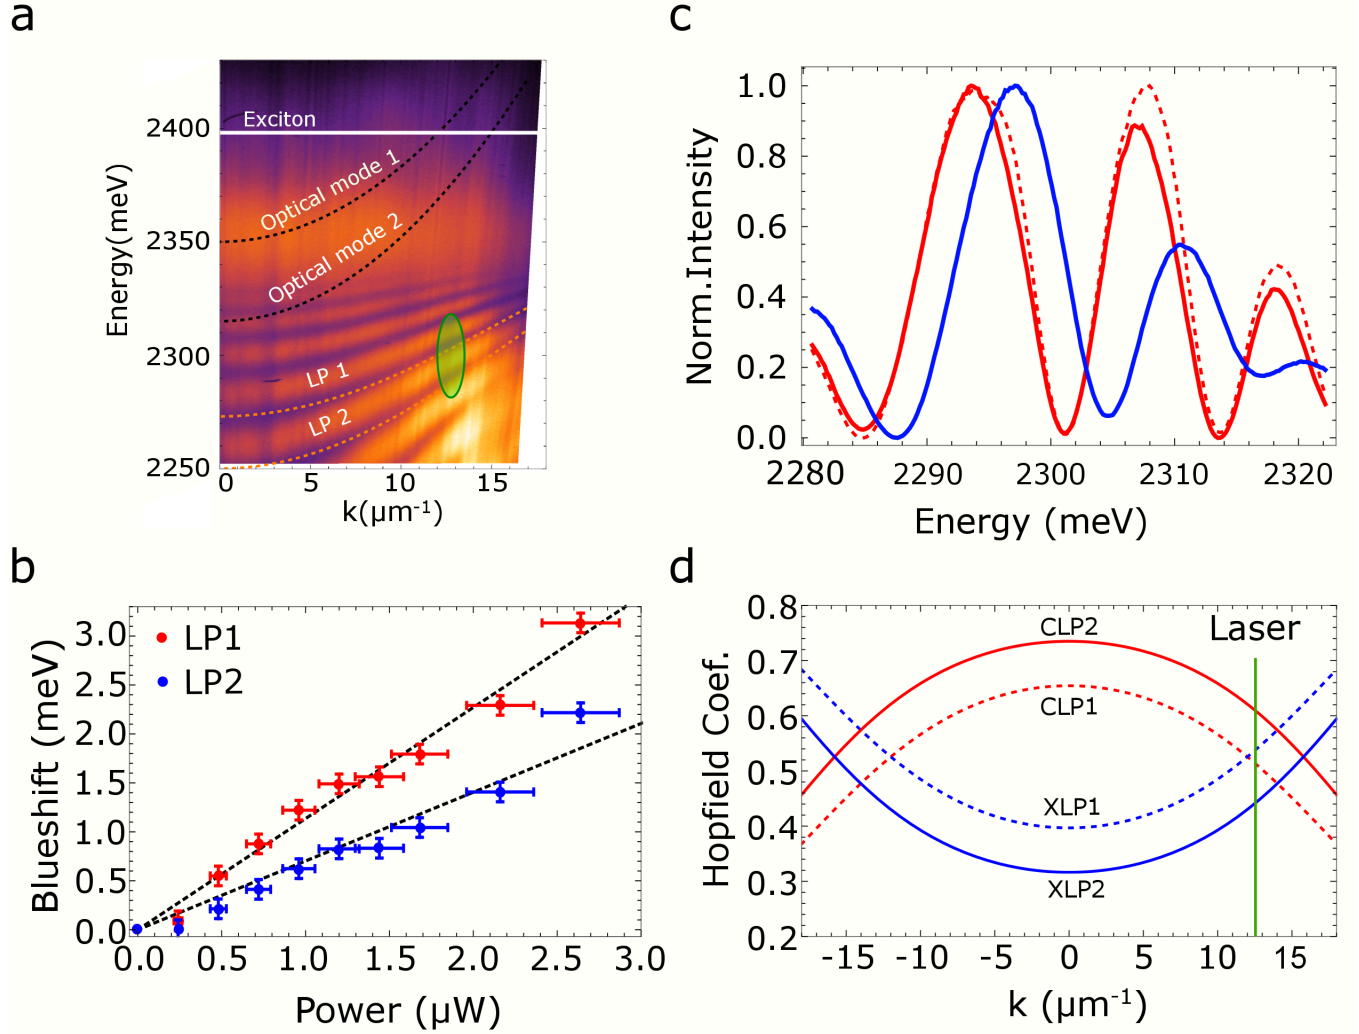 a
Energy(meV)
2400
2350
2300
2250
Exciton
Optical mode 1
Optical mode 2
LP 1
LP 2
0 5 10 15
k(μm-1)
c
Norm.Intensity
1.0
0.8
0.6
0.4
0.2
0.0
2280 2290 2300 2310 2320
Energy (meV)
b
Blueshift (meV)
3.0
2.5
2.0
1.5
1.0
0.5
0.0
LP1
LP2
0.0 0.5 1.0 1.5 2.0 2.5 3.0
Power (μW)
d
Hopfield Coef.
0.8
0.7
0.6
0.5
0.4
0.3
0.2
CLP2
Laser
CLP1
XLP1
XLP2
-15 -10 -5 0 5 10 15
k (μm-1)